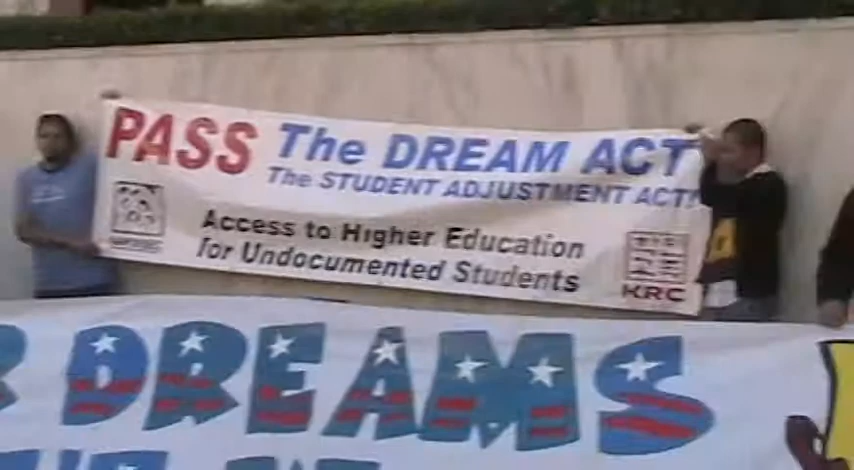 PASS The DREAM ACT
The STUDENT ADJUSTMENT ACT!
Access to Higher Education
for Undocumented Students
KRC
DREAMS